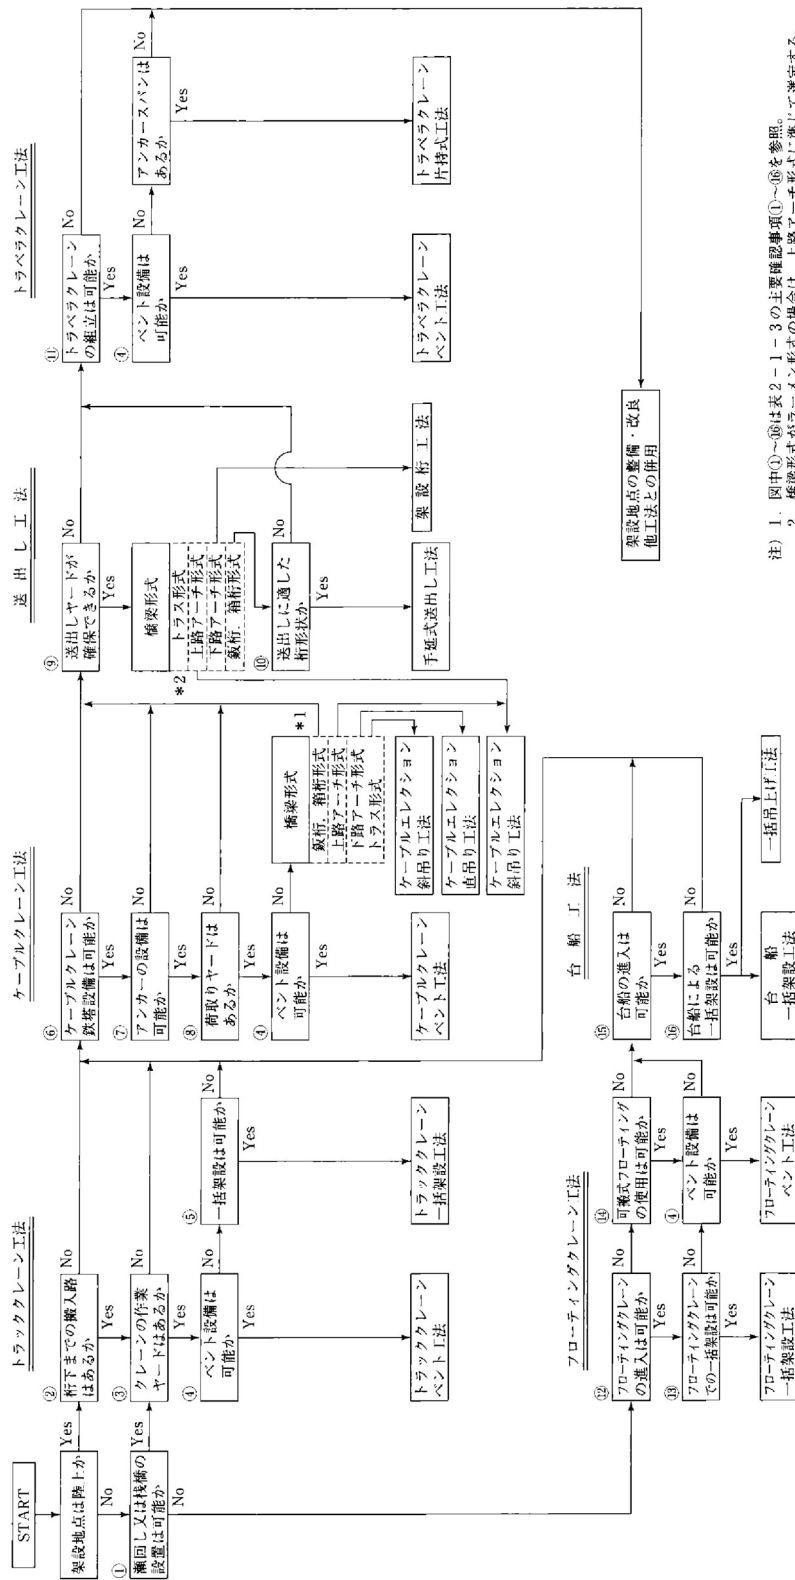 START
架設地点は陸上か
Yes
No
①
瀬回し又は桟橋の
設置は可能か
Yes
No
トラッククレーン工法
②
桁下までの搬入路
はあるか
No
Yes
③
クレーンの作業
ヤードはあるか
No
Yes
④
ベント設備は
可能か
No
Yes
⑤
一括架設は可能か
No
Yes
トラッククレーン
ベント工法
トラッククレーン
一括架設工法
ケーブルクレーン工法
⑥
ケーブルクレーン
鉄塔設備は可能か
No
Yes
⑦
アンカーの設備は
可能か
No
Yes
⑧
荷取りヤードは
あるか
No
Yes
④
ベント設備は
可能か
No
Yes
橋梁形式
*1
鈑桁,箱桁形式
上路アーチ形式
下路アーチ形式
トラス形式
ケーブルクレーン
ベント工法
ケーブルエレクション
斜吊り工法
ケーブルエレクション
直吊り工法
ケーブルエレクション
斜吊り工法
送出し工法
⑨
送出しヤードが
確保できるか
No
Yes
橋梁形式
*2
トラス形式
上路アーチ形式
下路アーチ形式
鈑桁,箱桁形式
⑩
送出しに適した
桁形状か
No
Yes
手延式送出し工法
架設桁工法
トラベラクレーン工法
⑪
トラベラクレーン
の組立は可能か
No
Yes
④
ベント設備は
可能か
No
Yes
アンカースパンは
あるか
No
Yes
トラベラクレーン
ベント工法
トラベラクレーン
片持式工法
架設地点の整備・改良
他工法との併用
フローティングクレーン工法
⑫
フローティングクレーン
の進入は可能か
No
Yes
⑬
フローティングクレーン
での一括架設は可能か
No
Yes
フローティングクレーン
一括架設工法
⑭
可搬式フローティング
の使用は可能か
No
Yes
④
ベント設備は
可能か
No
Yes
フローティングクレーン
ベント工法
台船工法
⑮
台船の進入は
可能か
No
Yes
⑯
台船による
一括架設は可能か
No
Yes
台船
一括架設工法
一括吊上げ工法
注) 1. 図中①~⑯は表2-1-3の主要確認事項①~⑯を参照。
2. 橋梁形式がラーメン形式の場合は,上路アーチ形式に準じて選定する